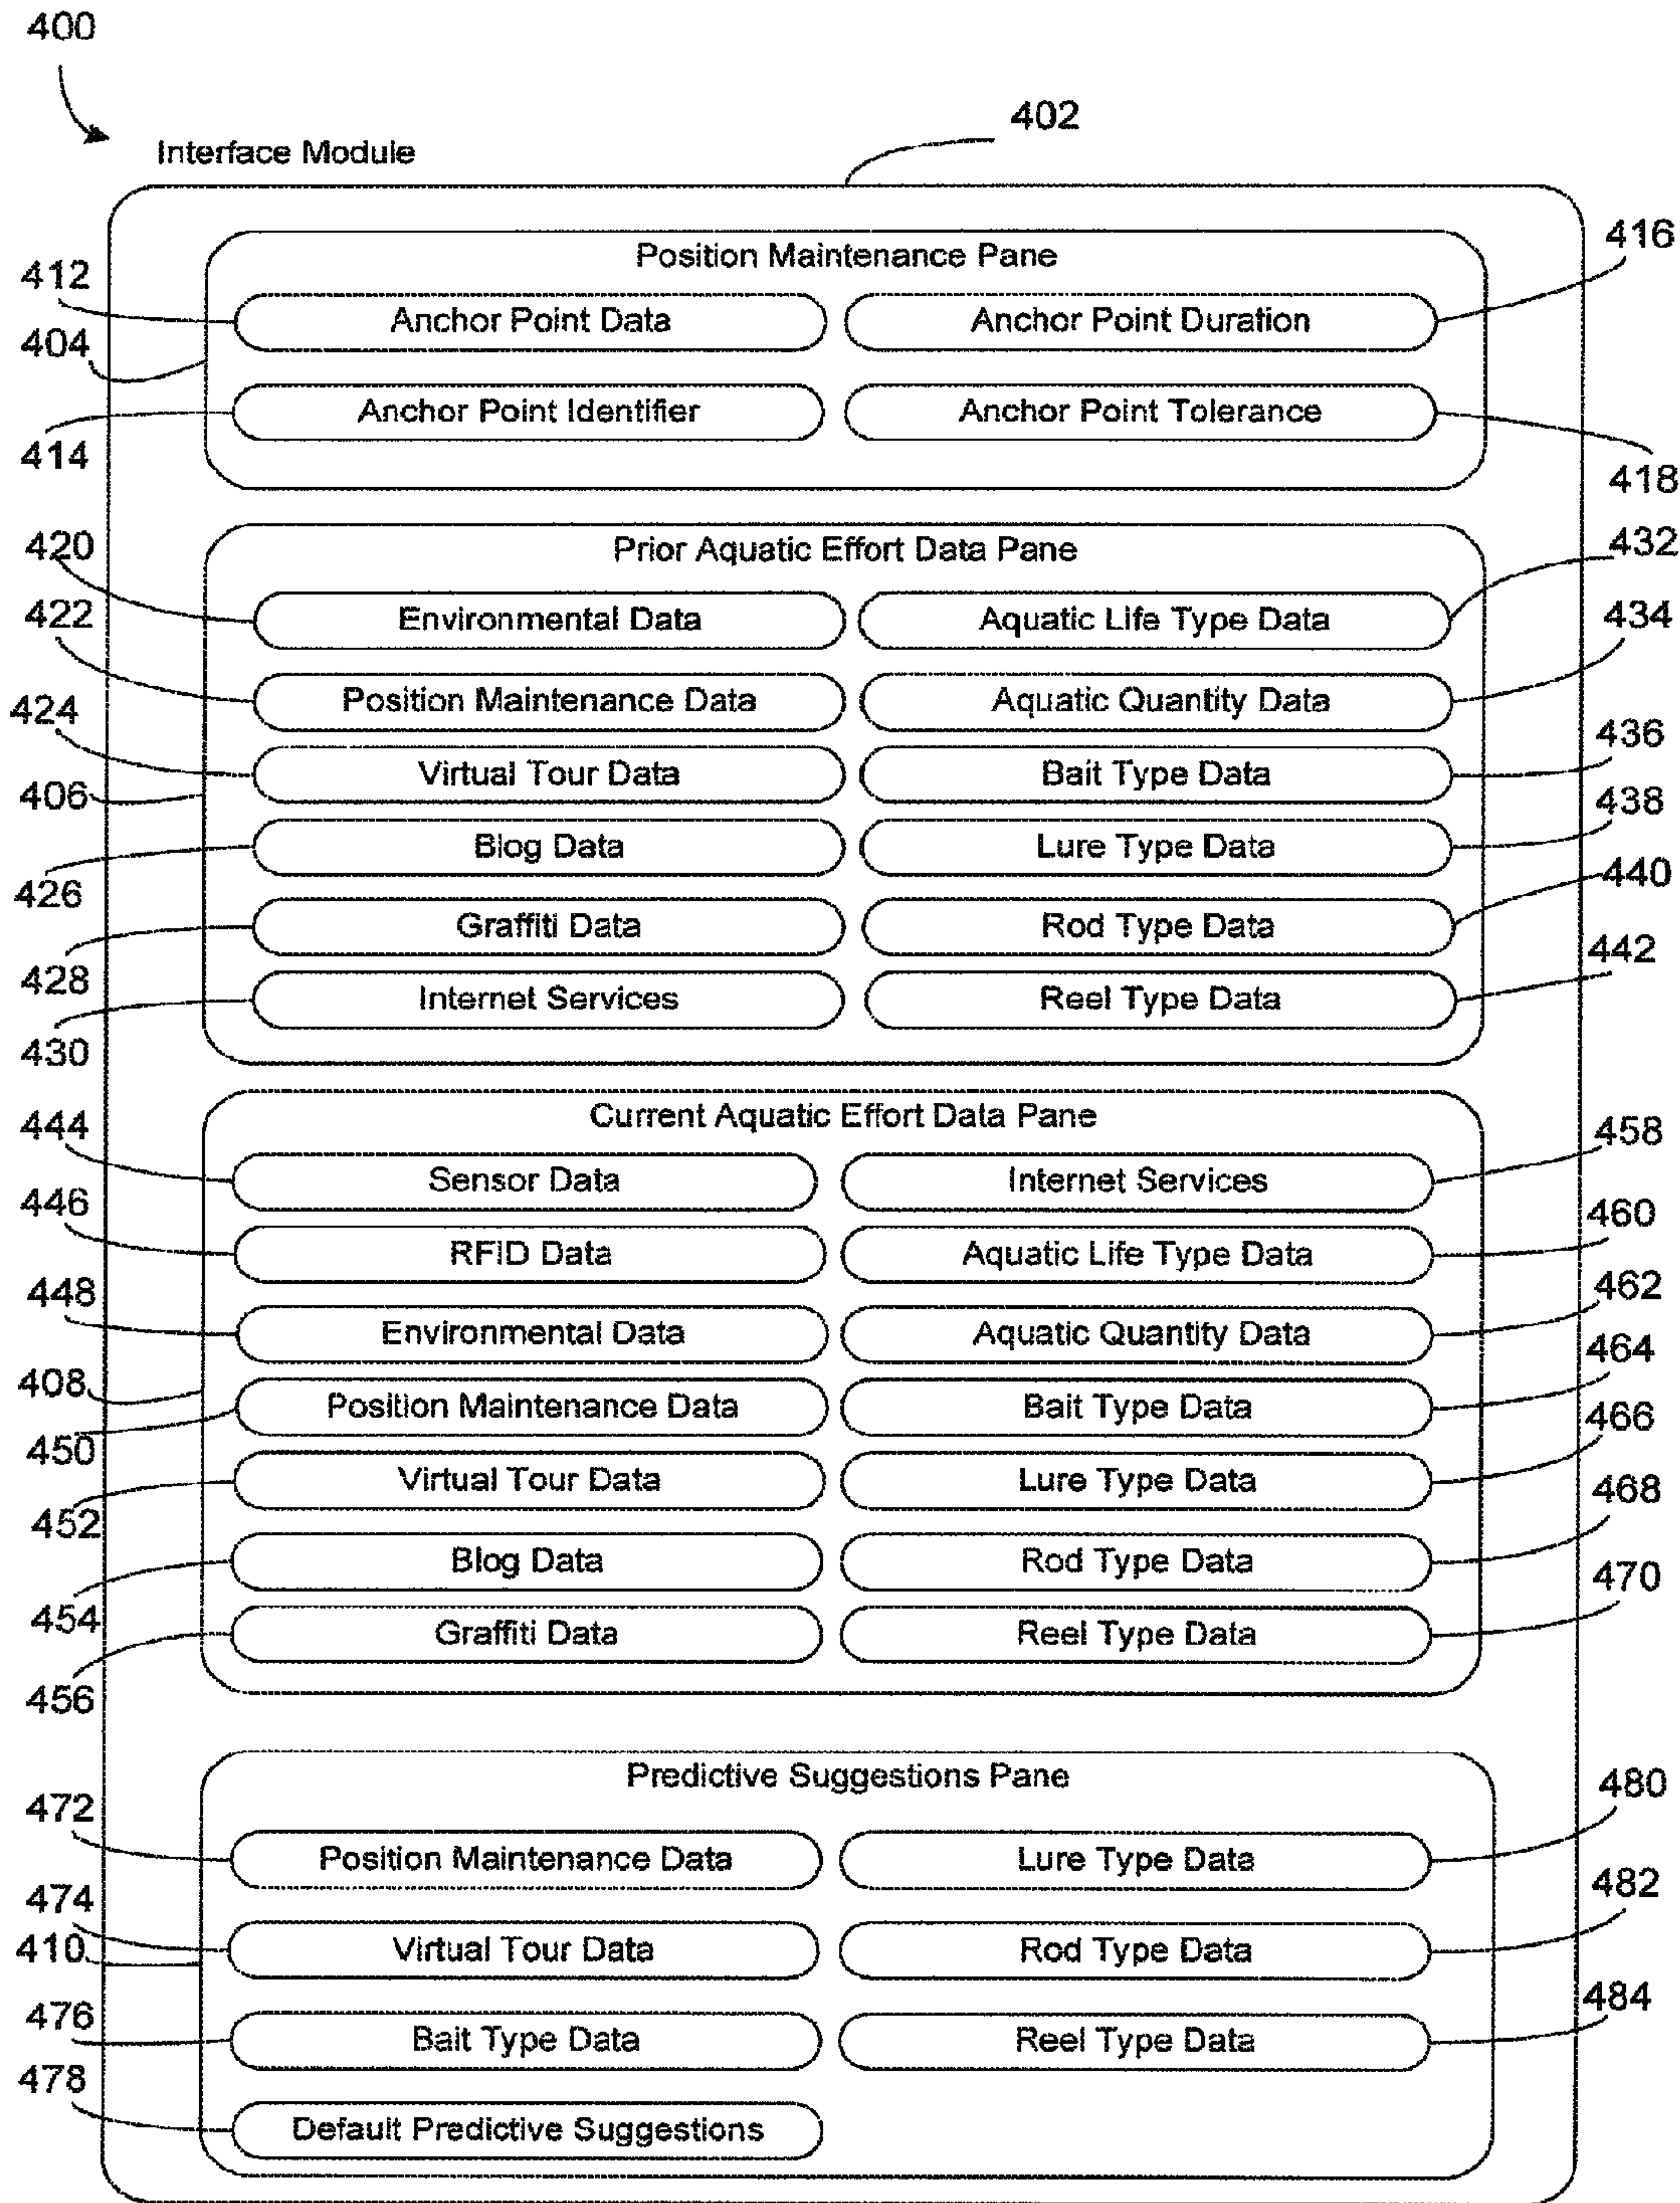 400
402
Interface Module
Position Maintenance Pane
416
412
Anchor Point Data
Anchor Point Duration
404
Anchor Point Identifier
Anchor Point Tolerance
414
418
420
Prior Aquatic Effort Data Pane
432
Environmental Data
Aquatic Life Type Data
422
434
Position Maintenance Data
Aquatic Quantity Data
424
436
Virtual Tour Data
Bait Type Data
406
438
Blog Data
Lure Type Data
426
440
Graffiti Data
Rod Type Data
428
442
Internet Services
Reel Type Data
430
Current Aquatic Effort Data Pane
444
458
Sensor Data
Internet Services
446
460
RFID Data
Aquatic Life Type Data
448
462
Environmental Data
Aquatic Quantity Data
408
464
Position Maintenance Data
Bait Type Data
450
466
Virtual Tour Data
Lure Type Data
452
468
Blog Data
Rod Type Data
454
470
Graffiti Data
Reel Type Data
456
Predictive Suggestions Pane
472
480
Position Maintenance Data
Lure Type Data
474
482
410
Virtual Tour Data
Rod Type Data
476
484
Bait Type Data
Reel Type Data
478
Default Predictive Suggestions